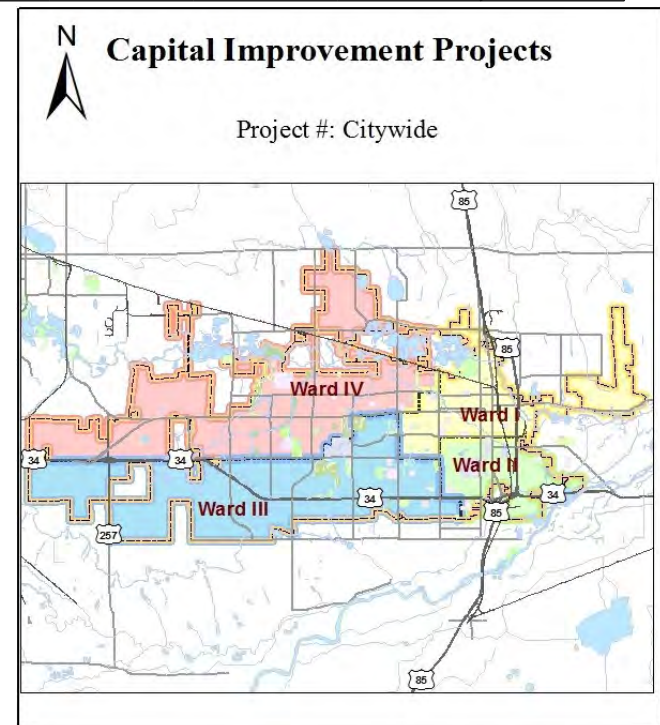 N
Capital Improvement Projects
Project #: Citywide
85
85
Ward IV
Ward I
Ward II
34
34
34
34
Ward III
85
257
85